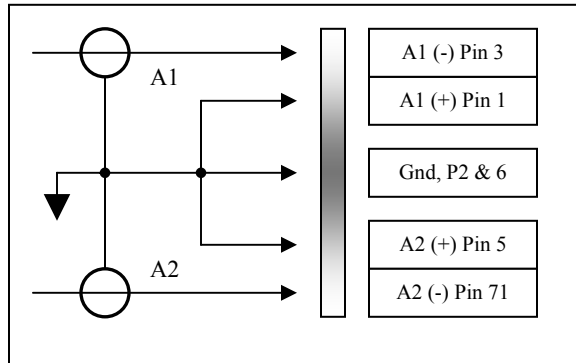 A1 (-) Pin 3
A1
A1 (+) Pin 1
Gnd, P2 & 6
A2 (+) Pin 5
A2
A2 (-) Pin 71